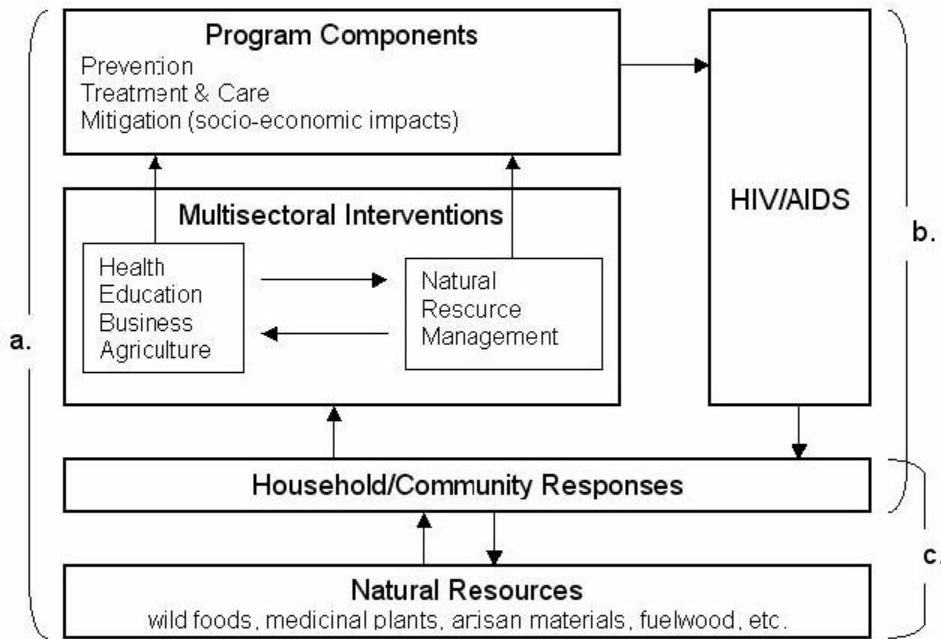 Program Components
Prevention
Treatment & Care
Mitigation (socio-economic impacts)
HIV/AIDS
Multisectoral Interventions
Health
Education
Business
Agriculture
Natural
Rescurce
Management
a.
b.
Household/Community Responses
c.
Natural Resources
wild foods, medicinal plants, artisan materials, fuelwood, etc.